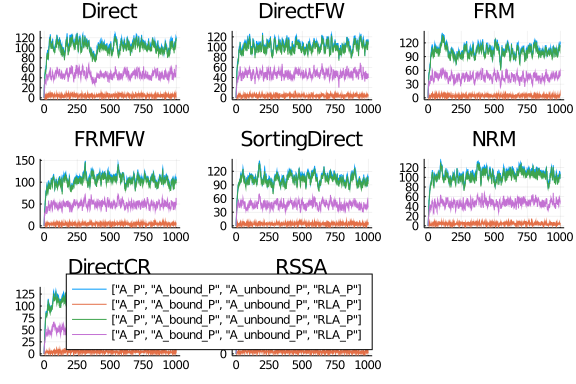 Direct DirectFW FRM
120 120 120
100 100
80 80 90
60 60 60
40 40
20 20 30
0 0 0
0 250 500 750 1000 0 250 500 750 1000 0 250 500 750 1000
FRMFW SortingDirect NRM
150 150 120
120 100
100 90 80
60 60
50 30 40
20
0 0 0
0 250 500 750 1000 0 250 500 750 1000 0 250 500 750 1000
DirectCR RSSA
125
100
75
50
25
0 0
["A_P", "A_bound_P", "A_unbound_P", "RLA_P"]
["A_P", "A_bound_P", "A_unbound_P", "RLA_P"]
["A_P", "A_bound_P", "A_unbound_P", "RLA_P"]
["A_P", "A_bound_P", "A_unbound_P", "RLA_P"]
0 250 500 750 1000 0 250 500 750 1000